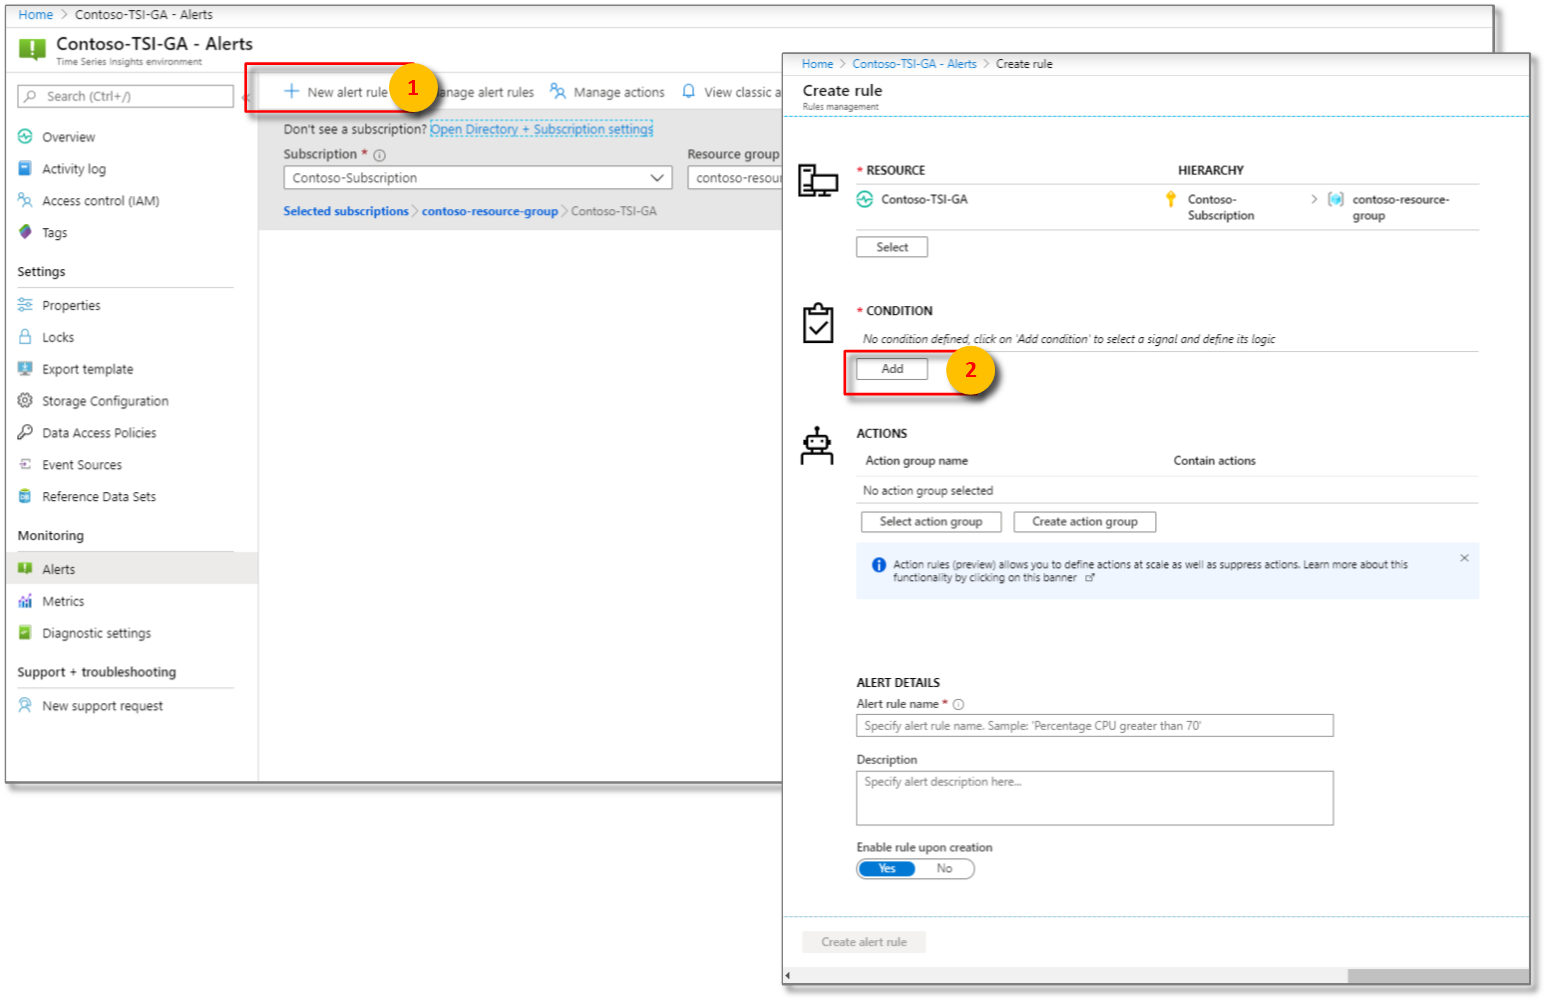 Home > Contoso-TSI-GA - Alerts
Contoso-TSI-GA - Alerts
Time Series Insights environment
Search (Ctrl+/)
«
Overview
Activity log
Access control (IAM)
Tags
Settings
Properties
Locks
Export template
Storage Configuration
Data Access Policies
Event Sources
Reference Data Sets
Monitoring
Alerts
Metrics
Diagnostic settings
Support + troubleshooting
New support request
+ New alert rule
1
anage alert rules
Manage actions
View classic a
Don't see a subscription? Open Directory + Subscription settings
Subscription * 
Contoso-Subscription
Resource group
contoso-resour
Selected subscriptions > contoso-resource-group > Contoso-TSI-GA
Home > Contoso-TSI-GA - Alerts > Create rule
Create rule
Rules management
* RESOURCE
HIERARCHY
Contoso-TSI-GA
Contoso-
Subscription
>
contoso-resource-
group
Select
* CONDITION
No condition defined, click on 'Add condition' to select a signal and define its logic
Add
2
ACTIONS
Action group name
Contain actions
No action group selected
Select action group
Create action group
Action rules (preview) allows you to define actions at scale as well as suppress actions. Learn more about this
functionality by clicking on this banner
ALERT DETAILS
Alert rule name *
Specify alert rule name. Sample: 'Percentage CPU greater than 70'
Description
Specify alert description here...
Enable rule upon creation
Yes
No
Create alert rule